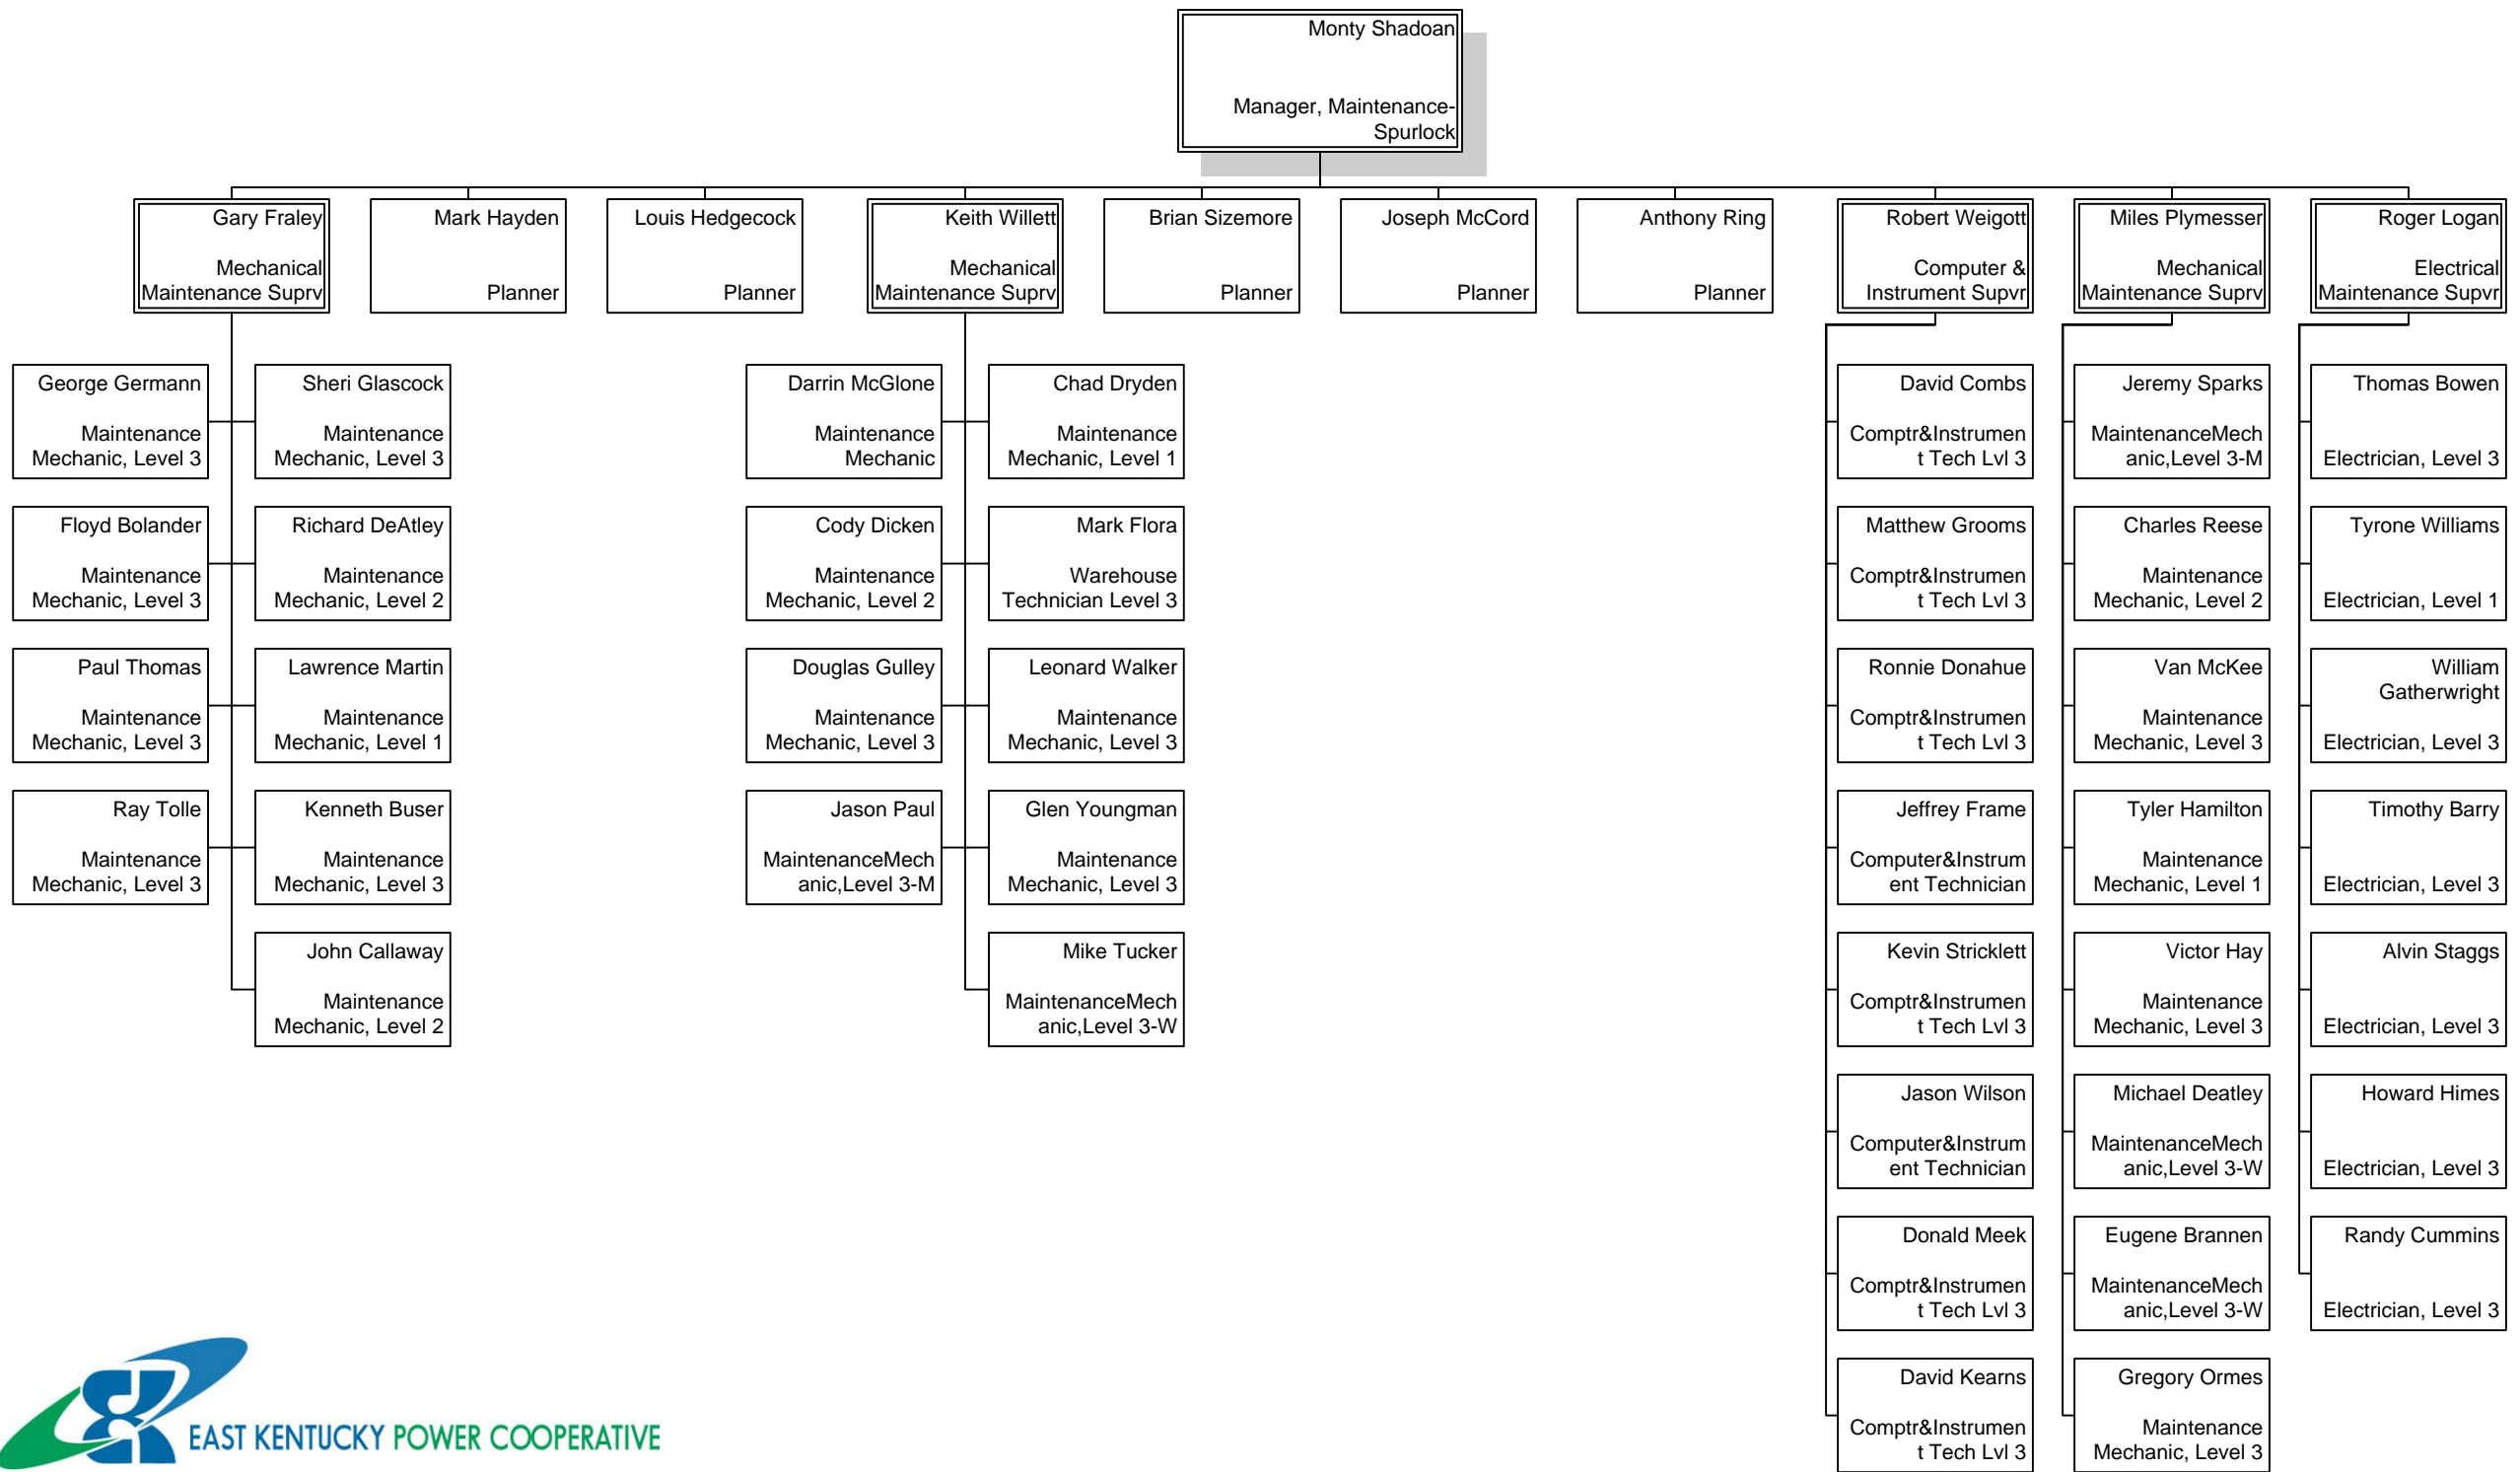 Monty Shadoan
Manager, Maintenance-
Spurlock
Gary Fraley
Mechanical
Maintenance Suprv
Mark Hayden
Planner
Louis Hedgecock
Planner
Keith Willett
Mechanical
Maintenance Suprv
Brian Sizemore
Planner
Joseph McCord
Planner
Anthony Ring
Planner
Robert Weigott
Computer &
Instrument Supvr
Miles Plymesser
Mechanical
Maintenance Suprv
Roger Logan
Electrical
Maintenance Supvr
George Germann
Maintenance
Mechanic, Level 3
Sheri Glascock
Maintenance
Mechanic, Level 3
Floyd Bolander
Maintenance
Mechanic, Level 3
Richard DeAtley
Maintenance
Mechanic, Level 2
Paul Thomas
Maintenance
Mechanic, Level 3
Lawrence Martin
Maintenance
Mechanic, Level 1
Ray Tolle
Maintenance
Mechanic, Level 3
Kenneth Buser
Maintenance
Mechanic, Level 3
John Callaway
Maintenance
Mechanic, Level 2
Darrin McGlone
Maintenance
Mechanic
Chad Dryden
Maintenance
Mechanic, Level 1
Cody Dicken
Maintenance
Mechanic, Level 2
Mark Flora
Warehouse
Technician Level 3
Douglas Gulley
Maintenance
Mechanic, Level 3
Leonard Walker
Maintenance
Mechanic, Level 3
Jason Paul
MaintenanceMech
anic,Level 3-M
Glen Youngman
Maintenance
Mechanic, Level 3
Mike Tucker
MaintenanceMech
anic,Level 3-W
David Combs
Comptr&Instrumen
t Tech Lvl 3
Matthew Grooms
Comptr&Instrumen
t Tech Lvl 3
Ronnie Donahue
Comptr&Instrumen
t Tech Lvl 3
Jeffrey Frame
Computer&Instrum
ent Technician
Kevin Stricklett
Comptr&Instrumen
t Tech Lvl 3
Jason Wilson
Computer&Instrum
ent Technician
Donald Meek
Comptr&Instrumen
t Tech Lvl 3
David Kearns
Comptr&Instrumen
t Tech Lvl 3
Jeremy Sparks
MaintenanceMech
anic,Level 3-M
Charles Reese
Maintenance
Mechanic, Level 2
Van McKee
Maintenance
Mechanic, Level 3
Tyler Hamilton
Maintenance
Mechanic, Level 1
Victor Hay
Maintenance
Mechanic, Level 3
Michael Deatley
MaintenanceMech
anic,Level 3-W
Eugene Brannen
MaintenanceMech
anic,Level 3-W
Gregory Ormes
Maintenance
Mechanic, Level 3
Thomas Bowen
Electrician, Level 3
Tyrone Williams
Electrician, Level 1
William
Gatherwright
Electrician, Level 3
Timothy Barry
Electrician, Level 3
Alvin Staggs
Electrician, Level 3
Howard Himes
Electrician, Level 3
Randy Cummins
Electrician, Level 3
EAST KENTUCKY POWER COOPERATIVE